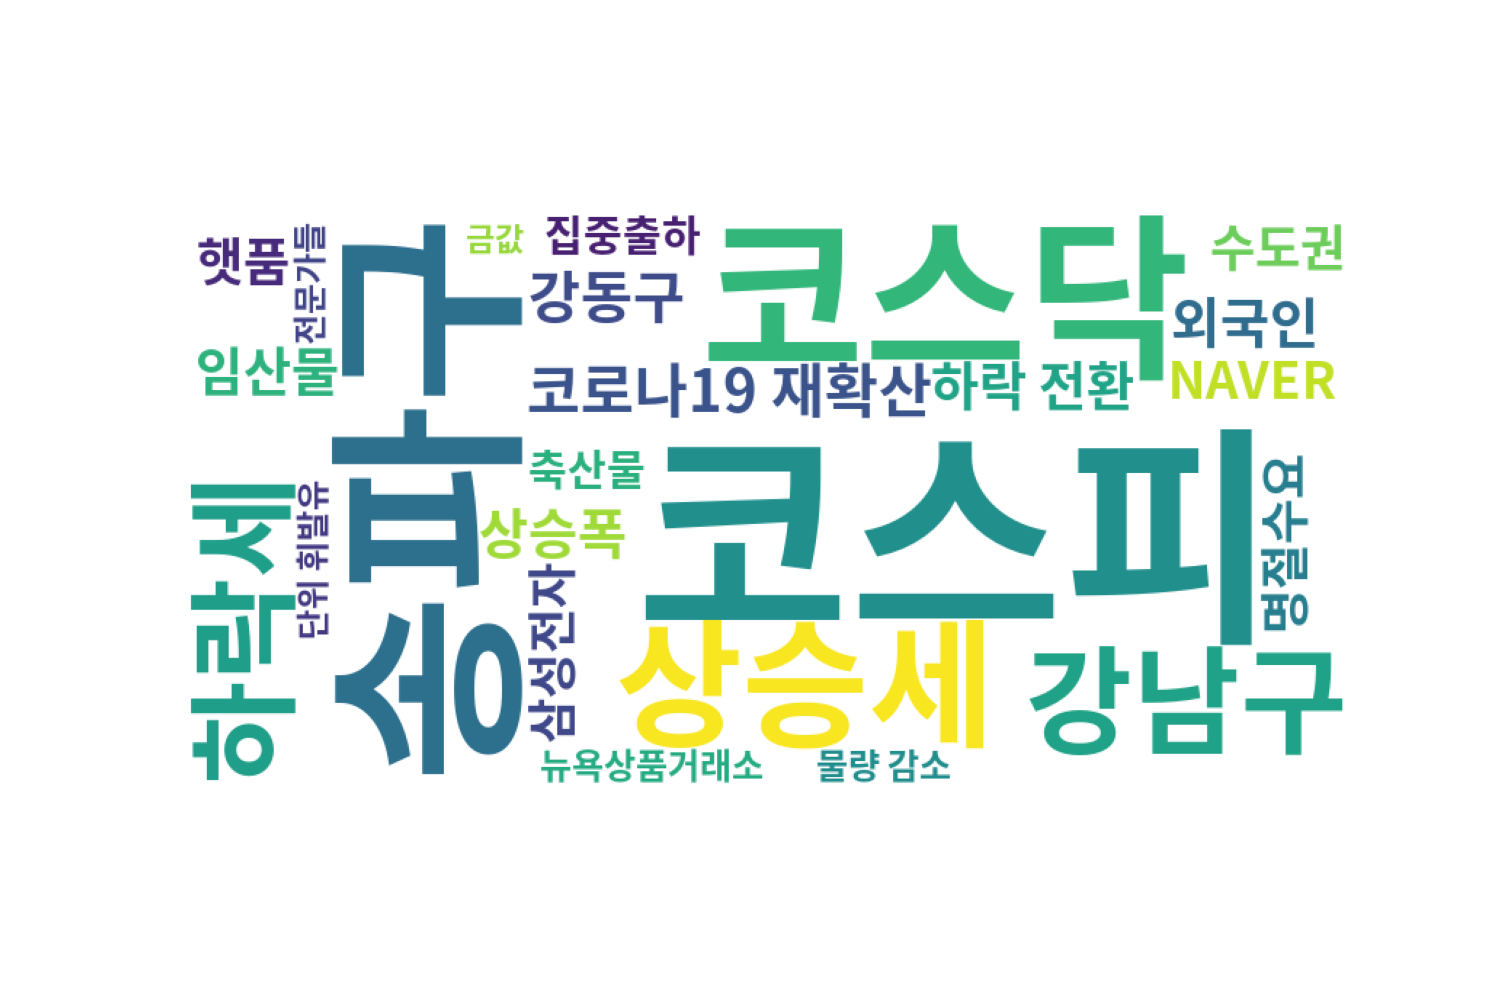 햇품
전문가들
금값
집중출하
코스닥
수도권
송파구
강동구
외국인
임산물
코로나19 재확산
하락 전환
NAVER
하락세
단위 휘발유
축산물
상승폭
코스피
명절수요
삼성전자
상승세
강남구
뉴욕상품거래소
물량 감소